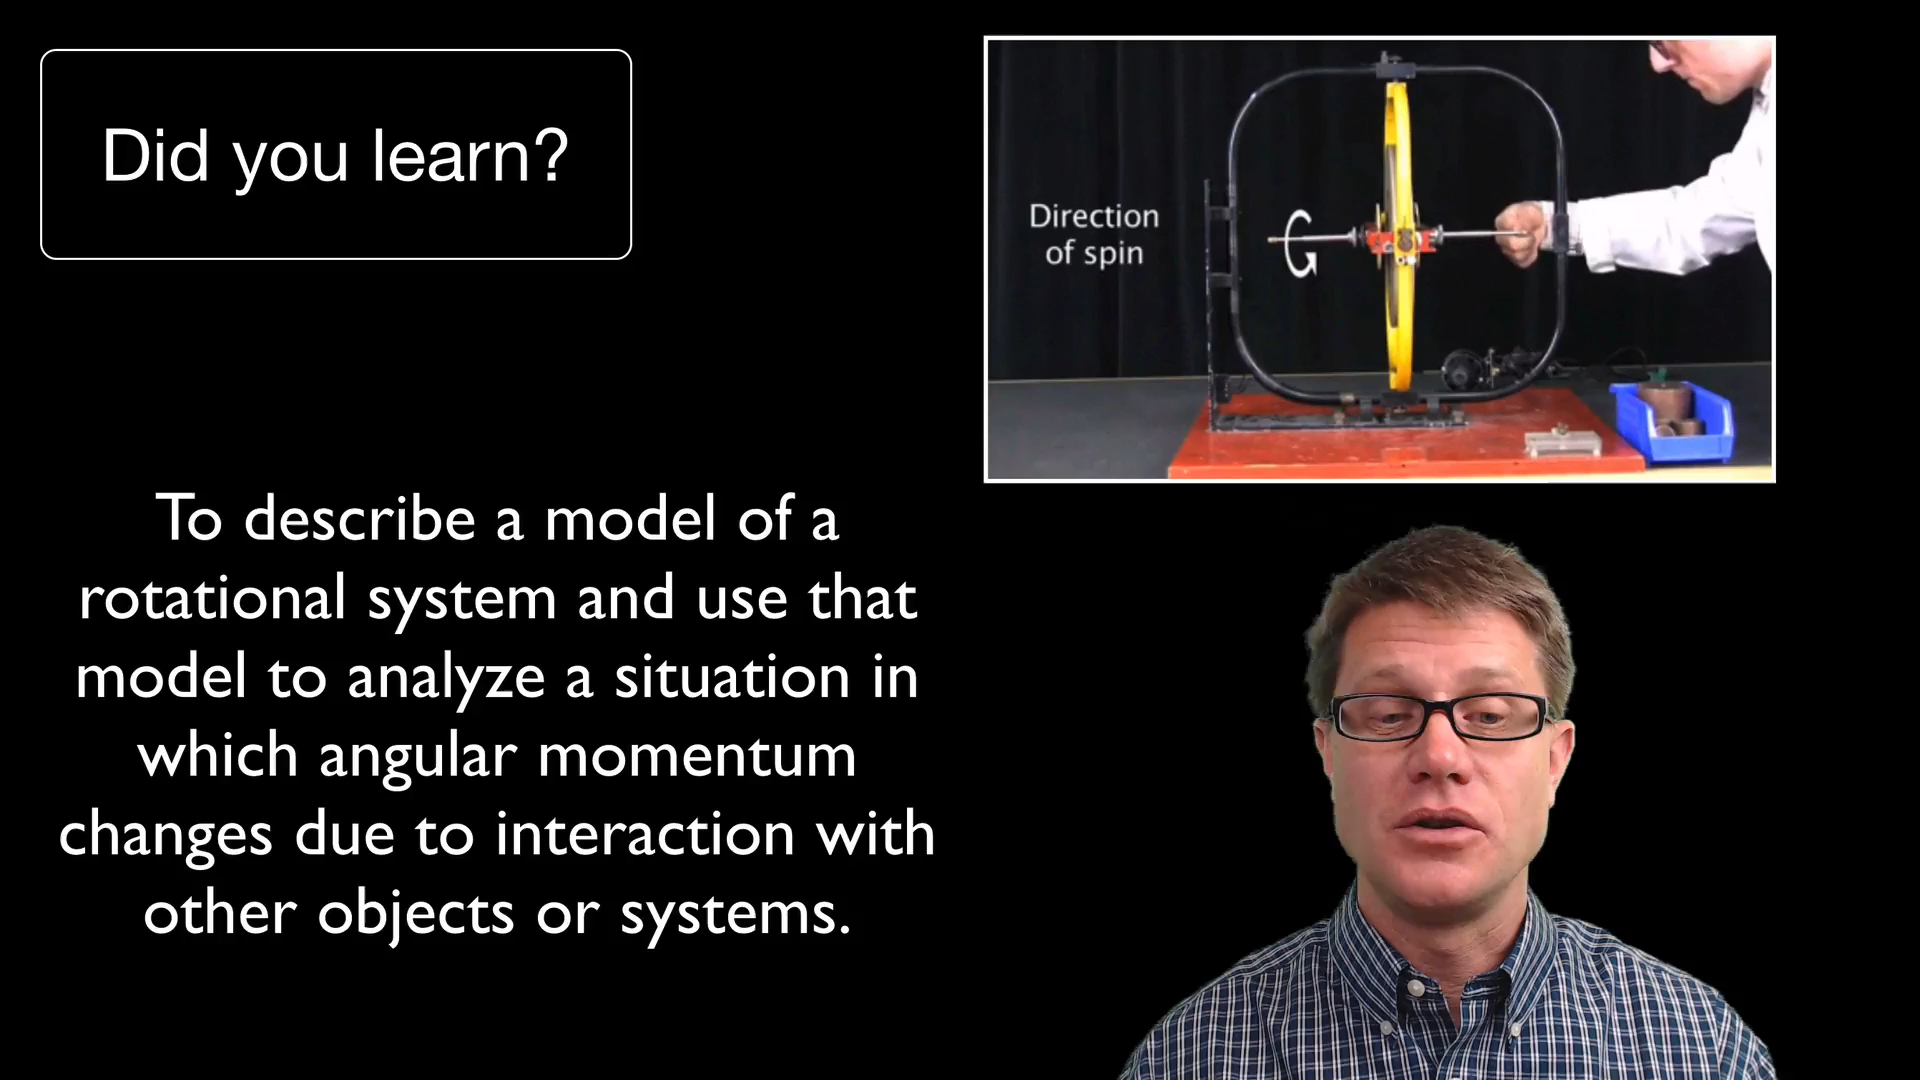 Did you learn?
Direction
of spin
To describe a model of a
rotational system and use that
model to analyze a situation in
which angular momentum
changes due to interaction with
other objects or systems.